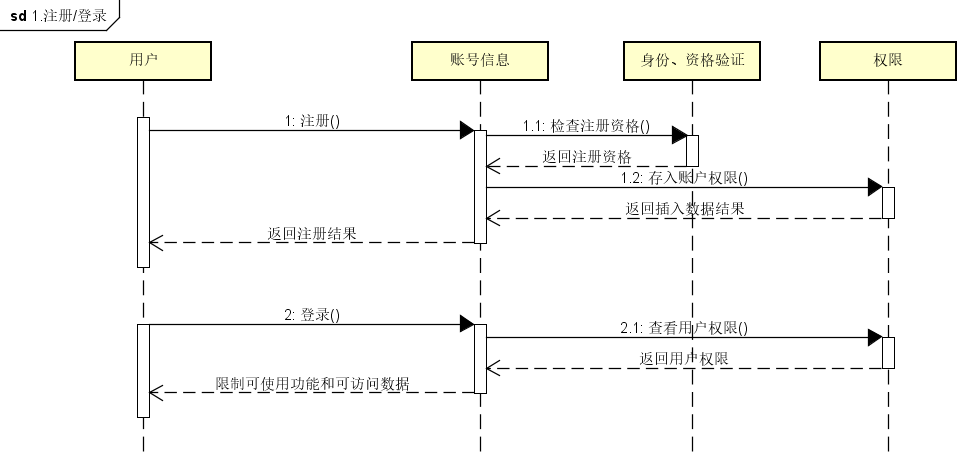 sd 1.注册/登录
用户
账号信息
身份、资格验证
权限
1: 注册()
1.1: 检查注册资格()
返回注册资格
1.2: 存入账户权限()
返回插入数据结果
返回注册结果
2: 登录()
2.1: 查看用户权限()
返回用户权限
限制可使用功能和可访问数据